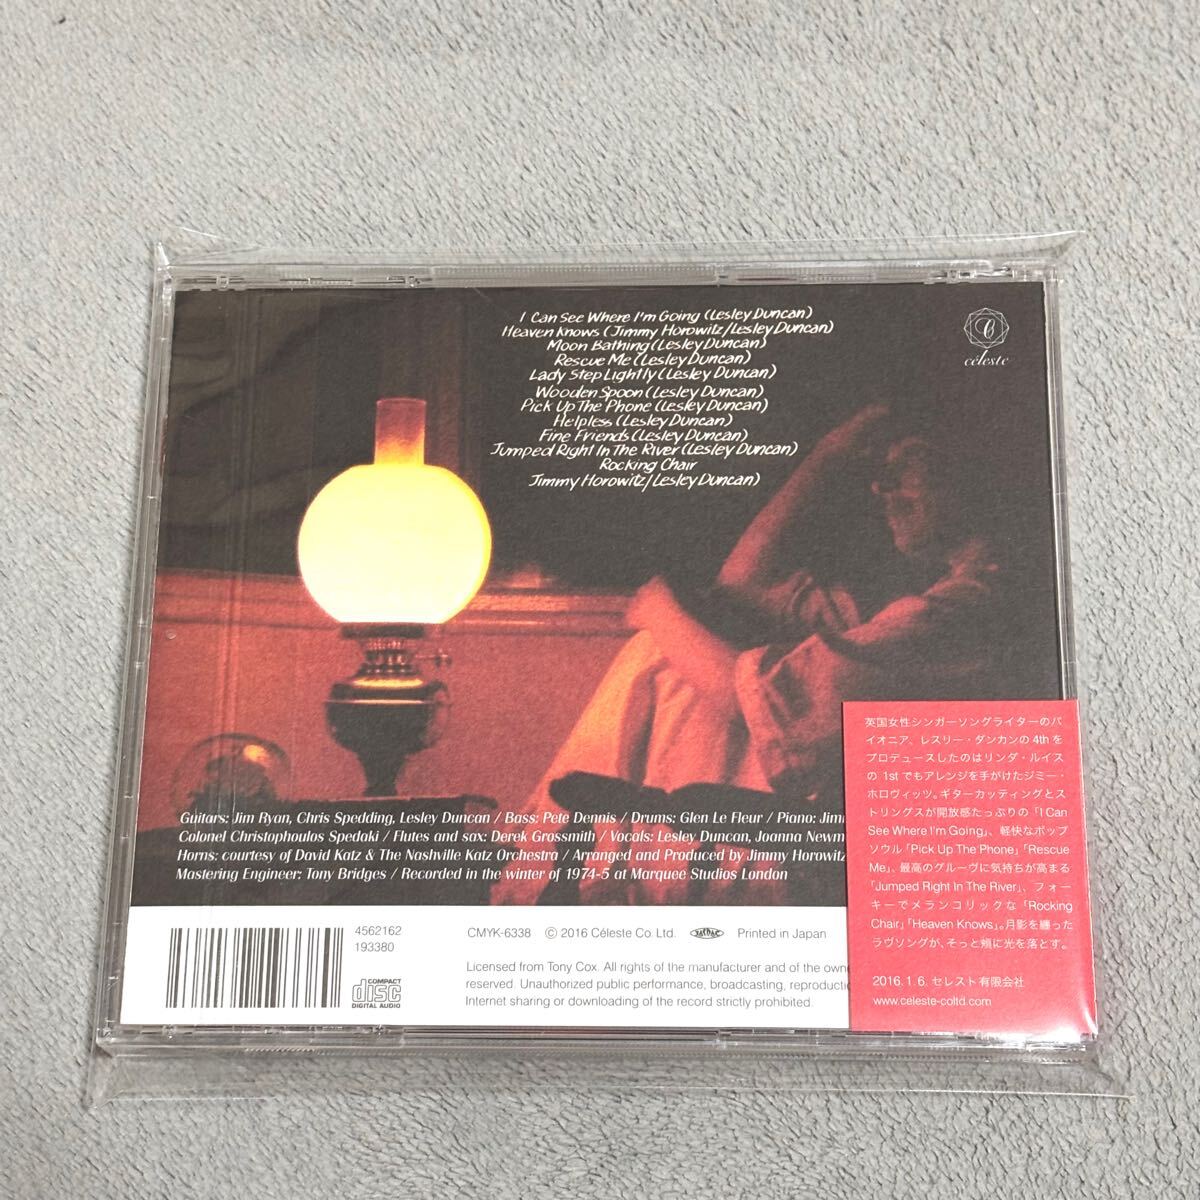 I Can See Where I'm Going (Lesley Duncan)
Heaven Knows (Jimmy Horowitz/Lesley Duncan)
Moon Bathing (Lesley Duncan)
Rescue Me (Lesley Duncan)
Lady Step Lightly (Lesley Duncan)
Wooden Spoon (Lesley Duncan)
Pick Up The Phone (Lesley Duncan)
Helpless (Lesley Duncan)
Fine Friends (Lesley Duncan)
Jumped Right In The River (Lesley Duncan)
Rocking Chair
Jimmy Horowitz/Lesley Duncan)
céleste
Guitars: Jim Ryan, Chris Spedding, Lesley Duncan / Bass: Pete Dennis / Drums: Glen Le Fleur / Piano: Jim
Colonel Christophoulos Spedaki / Flutes and sax: Derek Grossmith / Vocals: Lesley Duncan, Joanna Newm
Horns: courtesy of David Katz & The Nashville Katz Orchestra / Arranged and Produced by Jimmy Horowitz
Mastering Engineer: Tony Bridges / Recorded in the winter of 1974-5 at Marquee Studios London
4562162
193380
COMPACT
disc
DIGITAL AUDIO
CMYK-6338 © 2016 Céleste Co. Ltd. Printed in Japan
Licensed from Tony Cox. All rights of the manufacturer and of the owne
reserved. Unauthorized public performance, broadcasting, reproductio
Internet sharing or downloading of the record strictly prohibited.
英国女性シンガーソングライターのパ
イオニア、レスリー・ダンカンの4thを
プロデュースしたのはリンダ・ルイス
の1stでもアレンジを手がけたジミー・
ホロヴィッツ。ギターカッティングとス
トリングスが開放感たっぷりの「I Can
See Where I'm Going」、軽快なポップ
ソウル「Pick Up The Phone」「Rescue
Me」、最高のグルーヴに気持ちが高まる
「Jumped Right In The River」、フォー
キーでメランコリックな「Rocking
Chair」「Heaven Knows」。月影を纏った
ラヴソングが、そっと頬に光を落とす。
2016.1.6. セレスト有限会社
www.celeste-coltd.com